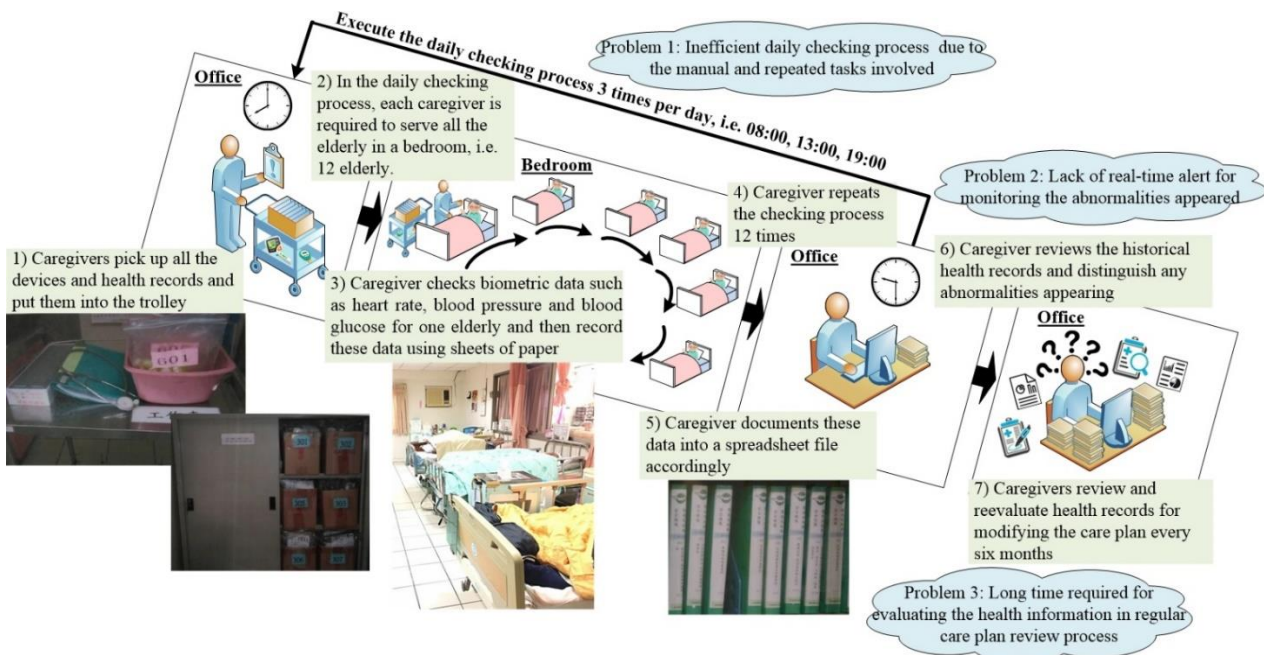 Execute the daily checking process 3 times per day, i.e. 08:00, 13:00, 19:00
Problem 1: Inefficient daily checking process due to
the manual and repeated tasks involved
Office
2) In the daily checking
process, each caregiver is
required to serve all the
elderly in a bedroom, i.e.
12 elderly.
Bedroom
Problem 2: Lack of real-time alert for
monitoring the abnormalities appeared
1) Caregivers pick up all the
devices and health records and
put them into the trolley
3) Caregiver checks biometric data such
as heart rate, blood pressure and blood
glucose for one elderly and then record
these data using sheets of paper
4) Caregiver repeats
the checking process
12 times
Office
6) Caregiver reviews the historical
health records and distinguish any
abnormalities appearing
Office
601
301
302
5) Caregiver documents these
data into a spreadsheet file
accordingly
7) Caregivers review and
reevaluate health records for
modifying the care plan every
six months
Problem 3: Long time required for
evaluating the health information in regular
care plan review process